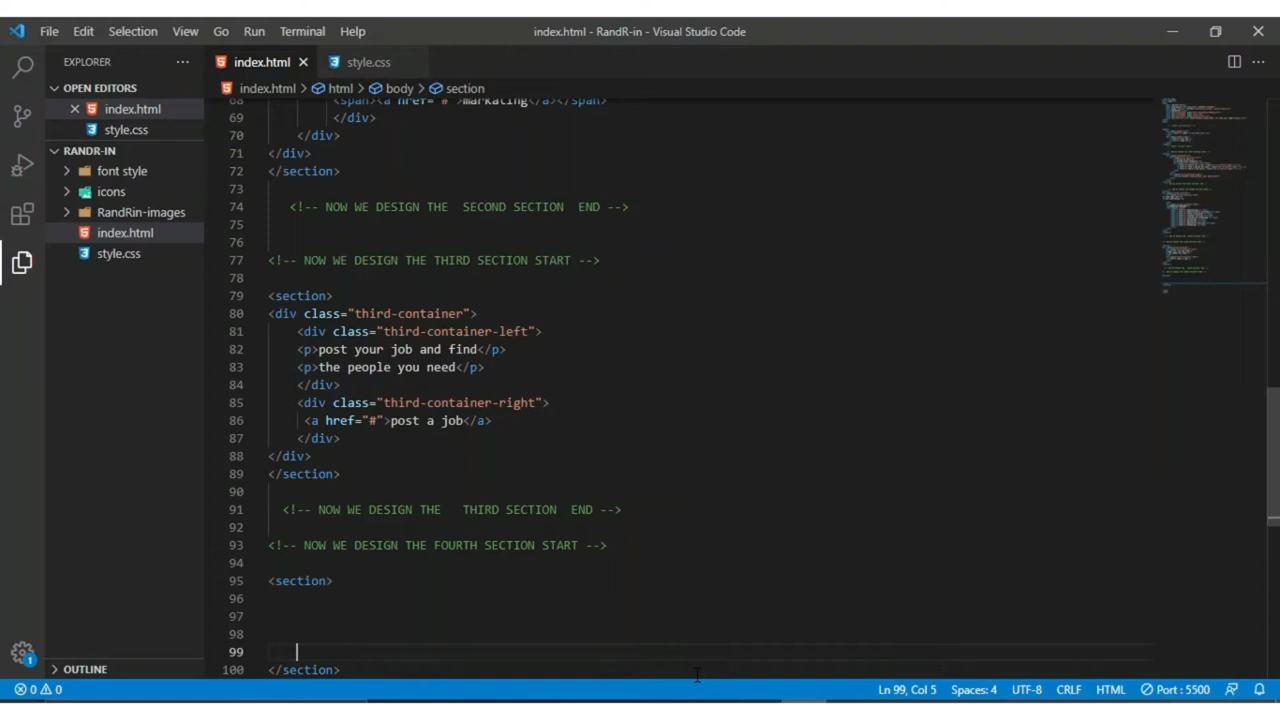 File Edit Selection View Go Run Terminal Help
index.html - RandR-in - Visual Studio Code
EXPLORER
OPEN EDITORS
index.html
style.css
RANDR-IN
font style
icons
RandRin-images
index.html
style.css
OUTLINE
index.html style.css
index.html > html > body > section
68 <span><a href="#">markating</a></span>
69 </div>
70 </div>
71 </div>
72 </section>
73
74 <!-- NOW WE DESIGN THE  SECOND SECTION  END -->
75
76
77 <!-- NOW WE DESIGN THE THIRD SECTION START -->
78
79 <section>
80 <div class="third-container">
81 <div class="third-container-left">
82 <p>post your job and find</p>
83 <p>the people you need</p>
84 </div>
85 <div class="third-container-right">
86 <a href="#">post a job</a>
87 </div>
88 </div>
89 </section>
90
91 <!-- NOW WE DESIGN THE   THIRD SECTION  END -->
92
93 <!-- NOW WE DESIGN THE FOURTH SECTION START -->
94
95 <section>
96
97
98
99
100 </section>
1
0 0 Ln 99, Col 5 Spaces: 4 UTF-8 CRLF HTML Port : 5500